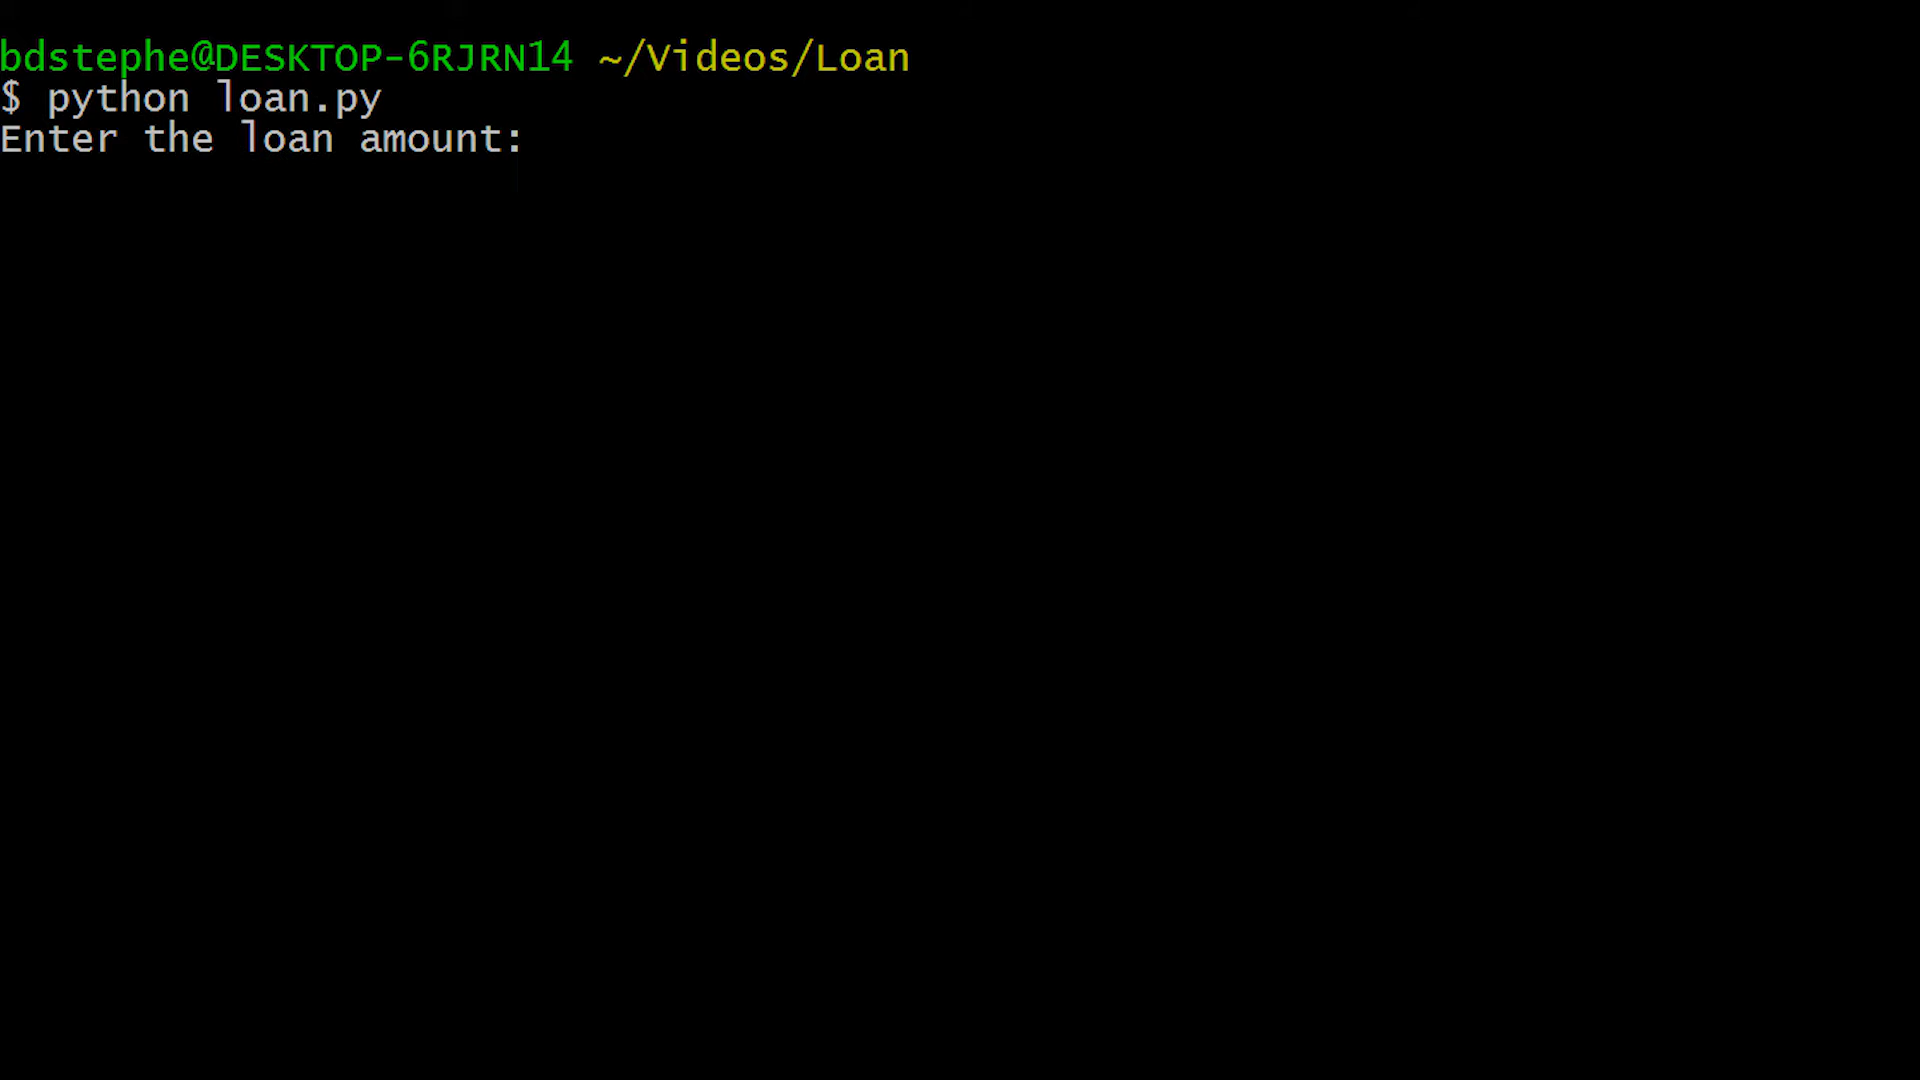 bdstephe@DESKTOP-6RJRN14 ~/Videos/Loan
$ python loan.py
Enter the loan amount: